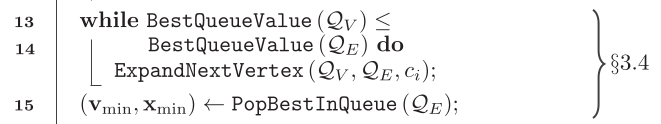 13 while BestQueueValue (𝒬_V) ≤
14 BestQueueValue (𝒬_E) do
ExpandNextVertex (𝒬_V, 𝒬_E, c_i);
15 (v_min, x_min) ← PopBestInQueue (𝒬_E);
§3.4